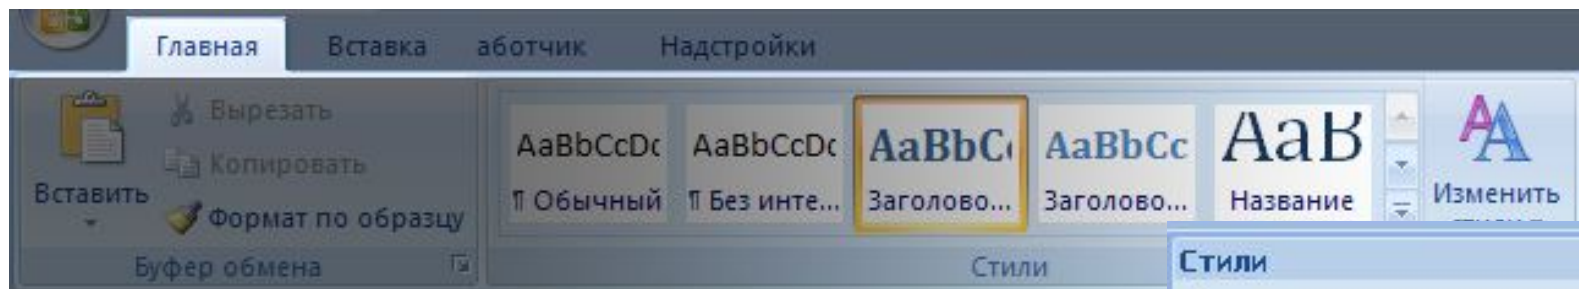 Главная Вставка аботчик Надстройки
Вырезать
Копировать
Вставить
Формат по образцу
Буфер обмена
AaBbCcDc AaBbCcDc AaBbC AaBbCc AaB
¶ Обычный ¶ Без инте... Заголово... Заголово... Название
Изменить
Стили
Стили